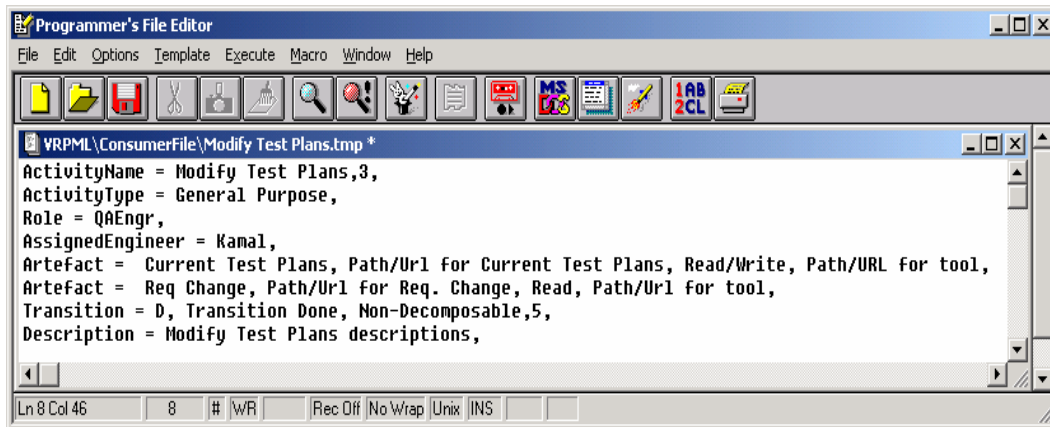 Programmer's File Editor
File Edit Options Template Execute Macro Window Help
MS DOS 1AB 2CL
VRPML\ConsumerFile\Modify Test Plans.tmp *
ActivityName = Modify Test Plans,3,
ActivityType = General Purpose,
Role = QAEngr,
AssignedEngineer = Kamal,
Artefact =  Current Test Plans, Path/Url for Current Test Plans, Read/Write, Path/URL for tool,
Artefact =  Req Change, Path/Url for Req. Change, Read, Path/Url for tool,
Transition = D, Transition Done, Non-Decomposable,5,
Description = Modify Test Plans descriptions,
Ln 8 Col 46 8 # WR Rec Off No Wrap Unix INS